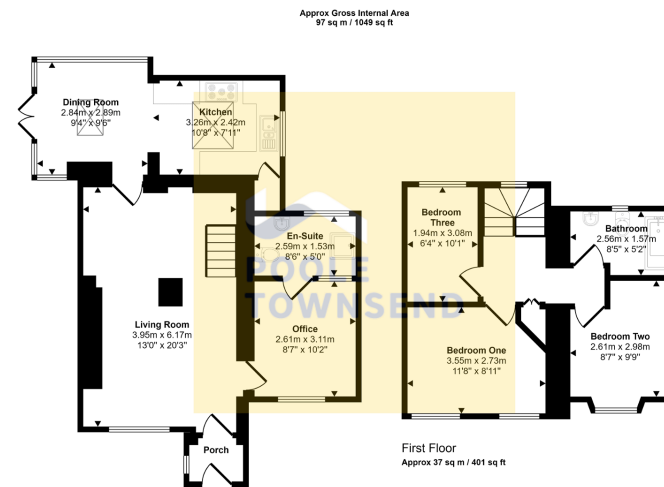 Approx Gross Internal Area
97 sq m / 1049 sq ft
Dining Room
2.84m x 2.89m
9'4" x 9'6"
Kitchen
3.26m x 2.42m
10'8" x 7'11"
En-Suite
2.59m x 1.53m
8'6" x 5'0"
Living Room
3.95m x 6.17m
13'0" x 20'3"
Office
2.61m x 3.11m
8'7" x 10'2"
Porch
POOLE
TOWNSEND
Bedroom
Three
1.94m x 3.08m
6'4" x 10'1"
Bathroom
2.56m x 1.57m
8'5" x 5'2"
Bedroom One
3.55m x 2.73m
11'8" x 8'11"
Bedroom Two
2.61m x 2.98m
8'7" x 9'9"
First Floor
Approx 37 sq m / 401 sq ft